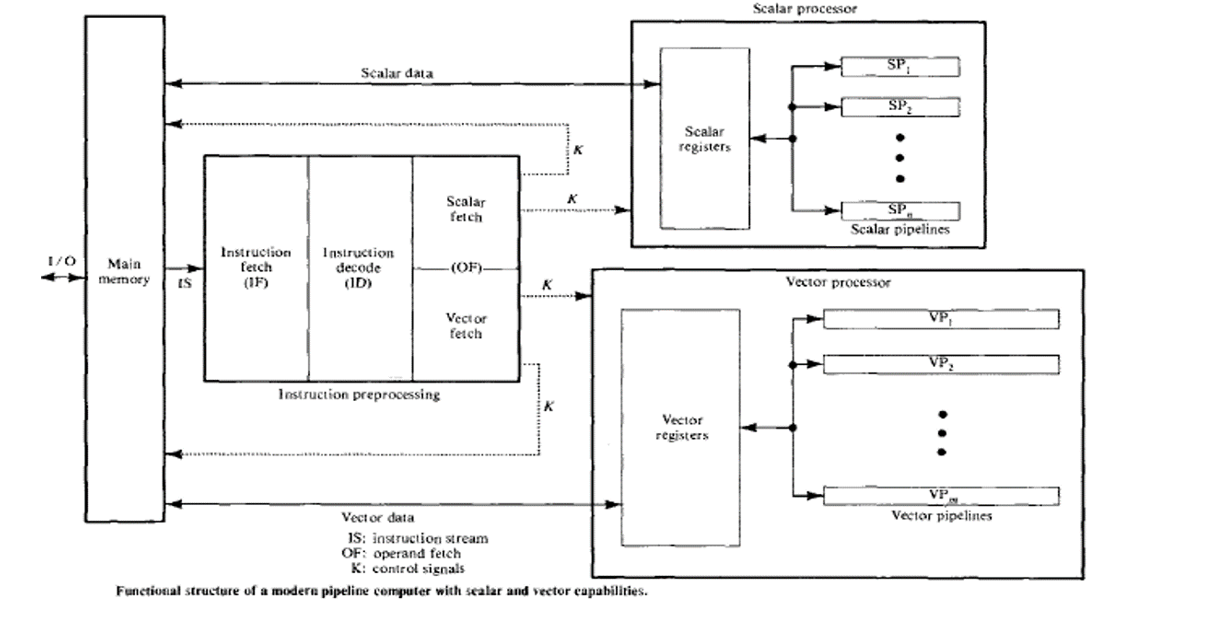 Scalar processor
Scalar data
SP1
SP2
Scalar
registers
SPn
Scalar pipelines
K
K
Scalar
fetch
I/O
Main
memory
IS
Instruction
fetch
(IF)
Instruction
decode
(ID)
(OF)
Vector
fetch
Instruction preprocessing
K
K
Vector processor
VP1
VP2
Vector
registers
VPm
Vector pipelines
Vector data
IS: instruction stream
OF: operand fetch
K: control signals
Functional structure of a modern pipeline computer with scalar and vector capabilities.